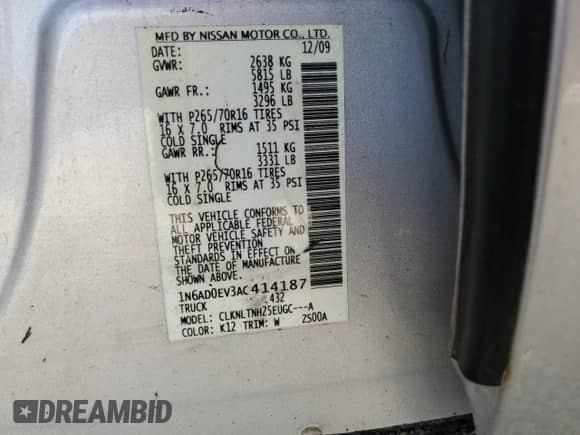 MFD BY NISSAN MOTOR CO., LTD.
DATE: 12/09
GVWR: 2638 KG
5815 LB
GAWR FR.: 1495 KG
3296 LB
WITH P265/70R16 TIRES
16 X 7.0 RIMS AT 35 PSI
COLD SINGLE
GAWR RR.: 1511 KG
3331 LB
WITH P265/70R16 TIRES
16 X 7.0 RIMS AT 35 PSI
COLD SINGLE
THIS VEHICLE CONFORMS TO
ALL APPLICABLE FEDERAL
MOTOR VEHICLE SAFETY AND
THEFT PREVENTION
STANDARDS IN EFFECT ON
THE DATE OF MANUFACTURE
SHOWN ABOVE.
1N6AD0EV3AC414187
TRUCK 432
MODEL: CLKNLTNHZ5EUGC---A
COLOR: K12 TRIM: W ZS00A
DREAMBID